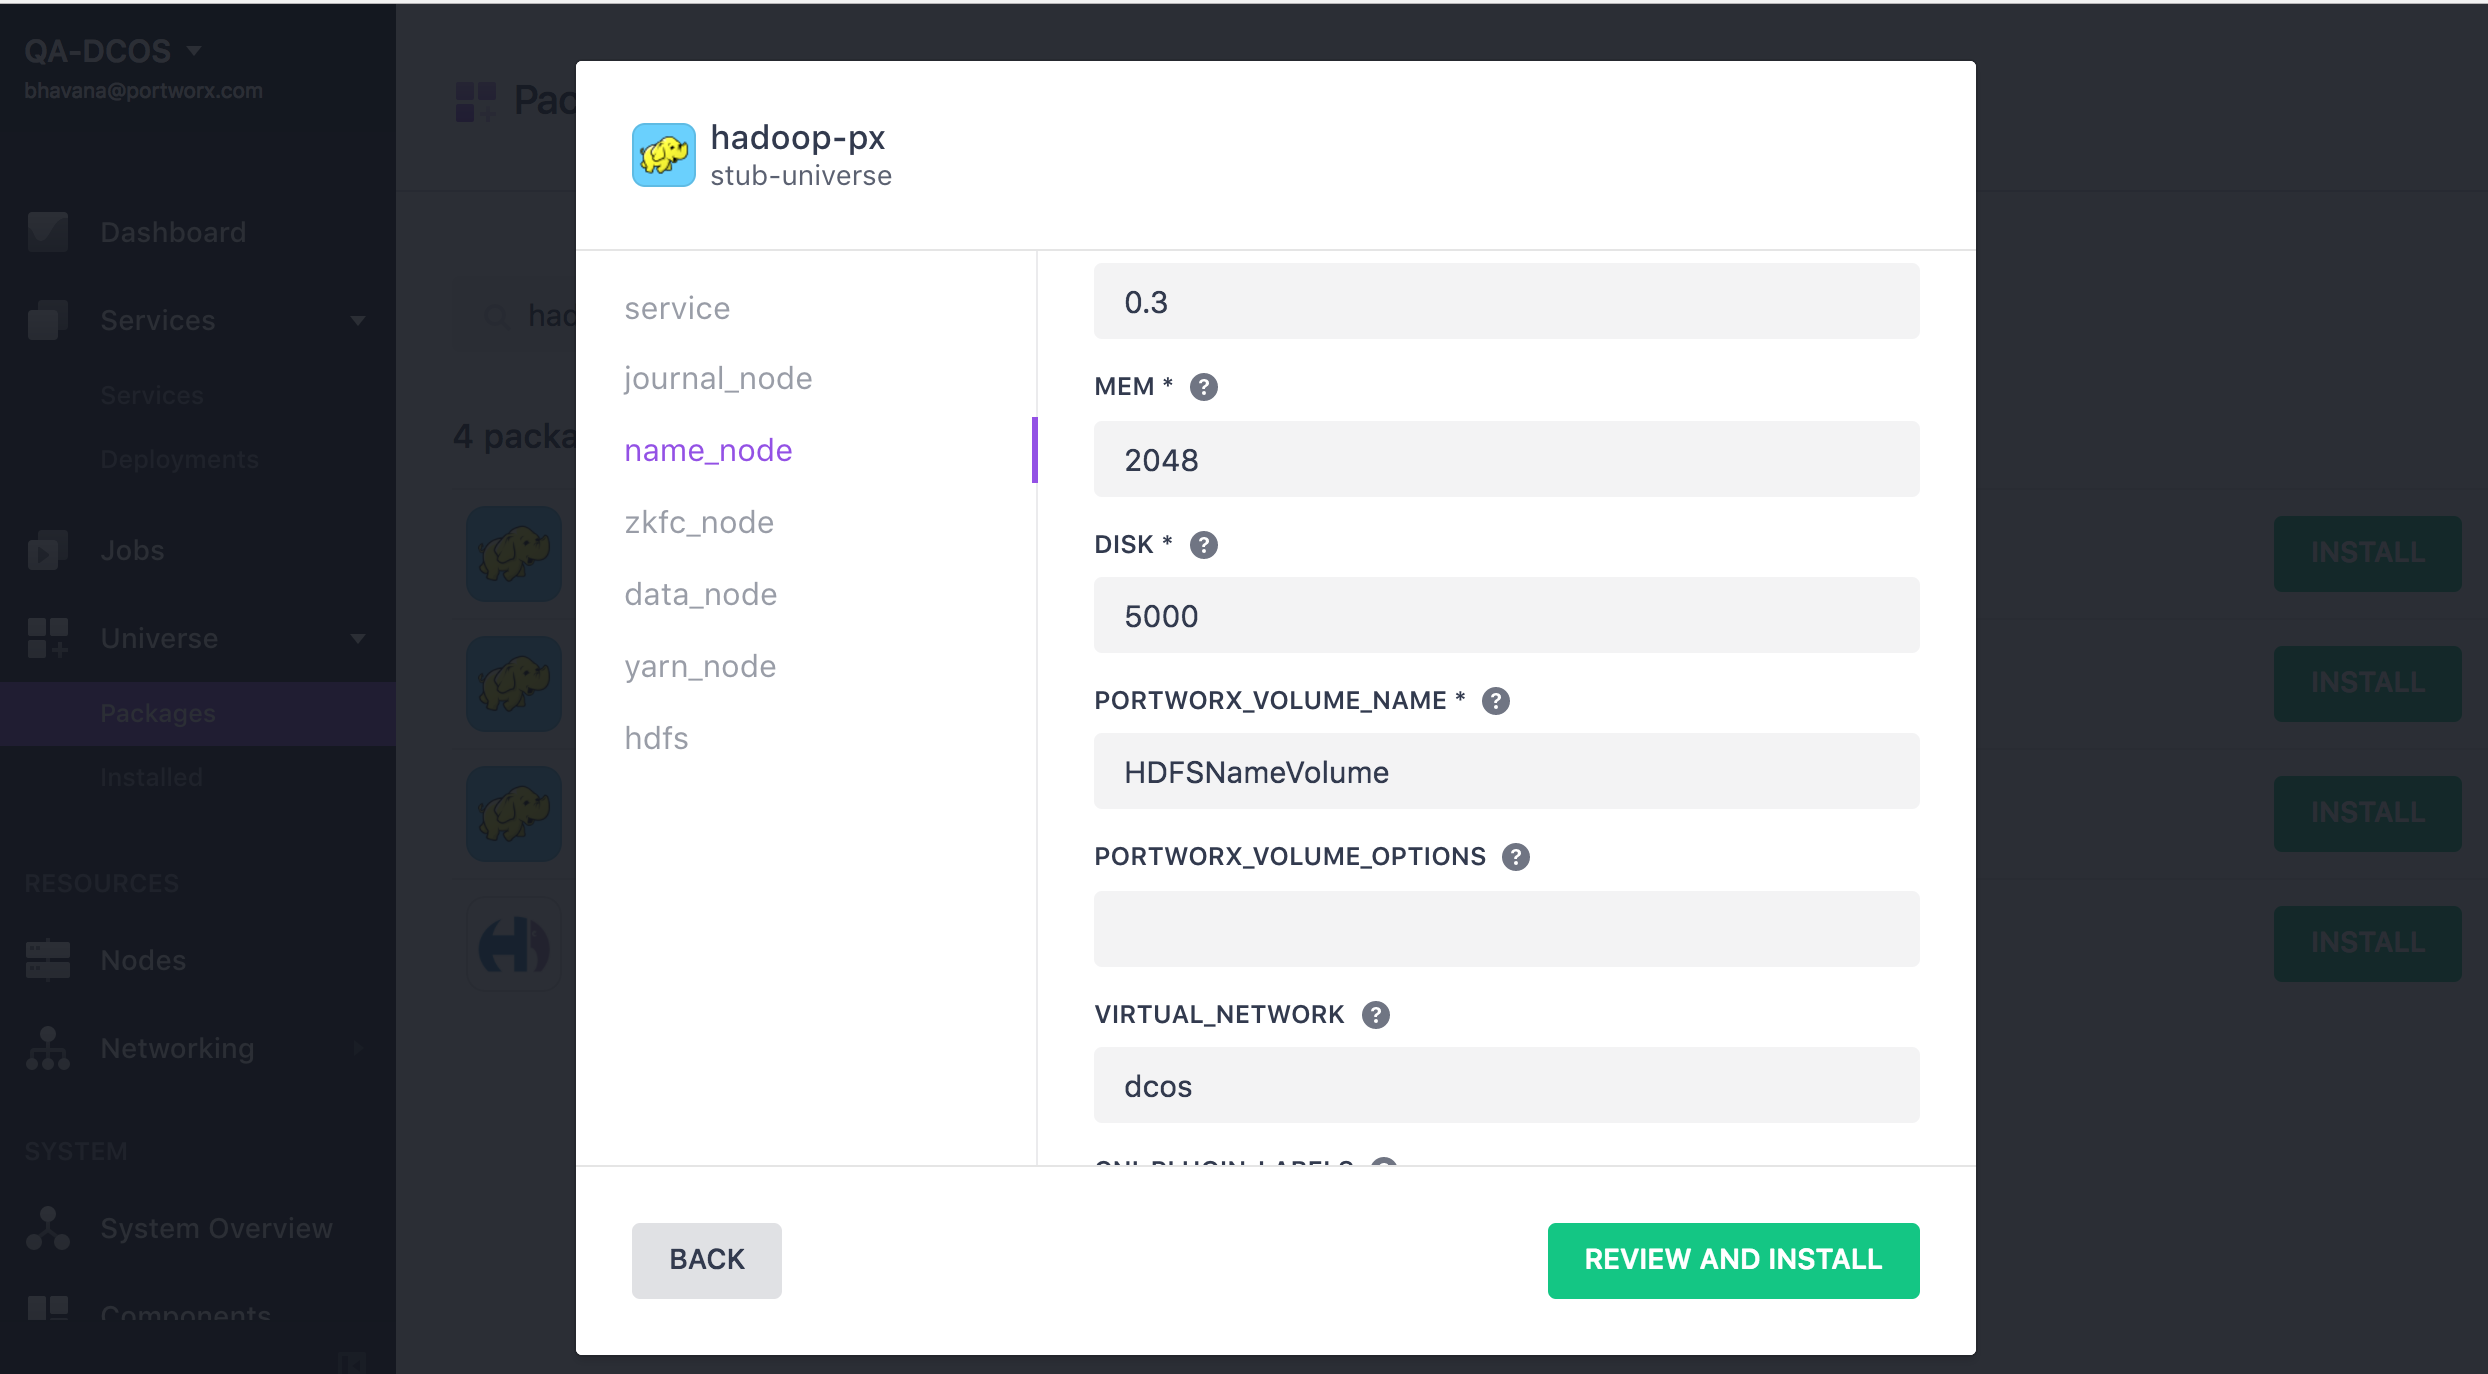 QA-DCOS
bhavana@portworx.com
Dashboard
Services
Services
Deployments
Jobs
Universe
Packages
Installed
RESOURCES
Nodes
Networking
SYSTEM
System Overview
Components
Pac
had
4 packa
INSTALL
INSTALL
INSTALL
INSTALL
hadoop-px
stub-universe
service
journal_node
name_node
zkfc_node
data_node
yarn_node
hdfs
0.3
MEM *
2048
DISK *
5000
PORTWORX_VOLUME_NAME *
HDFSNameVolume
PORTWORX_VOLUME_OPTIONS
VIRTUAL_NETWORK
dcos
BACK
REVIEW AND INSTALL